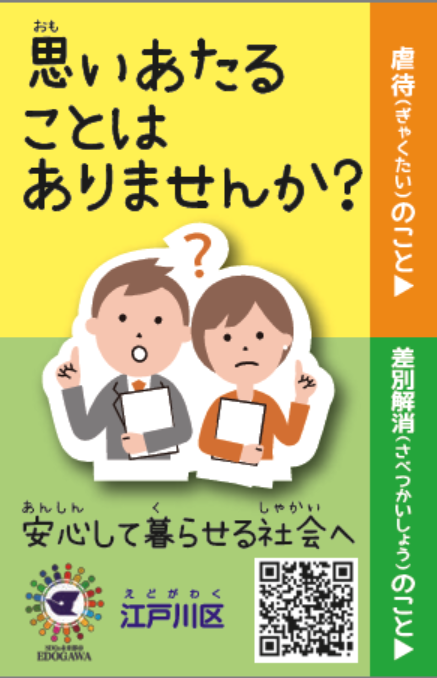 おも
思いあたる
ことは
ありませんか?
?
虐待(ぎゃくたい)のこと▶
差別解消(さべつかいしょう)のこと▶
あんしん く しゃかい
安心して暮らせる社会へ
えどがわく
江戸川区
EDOGAWA